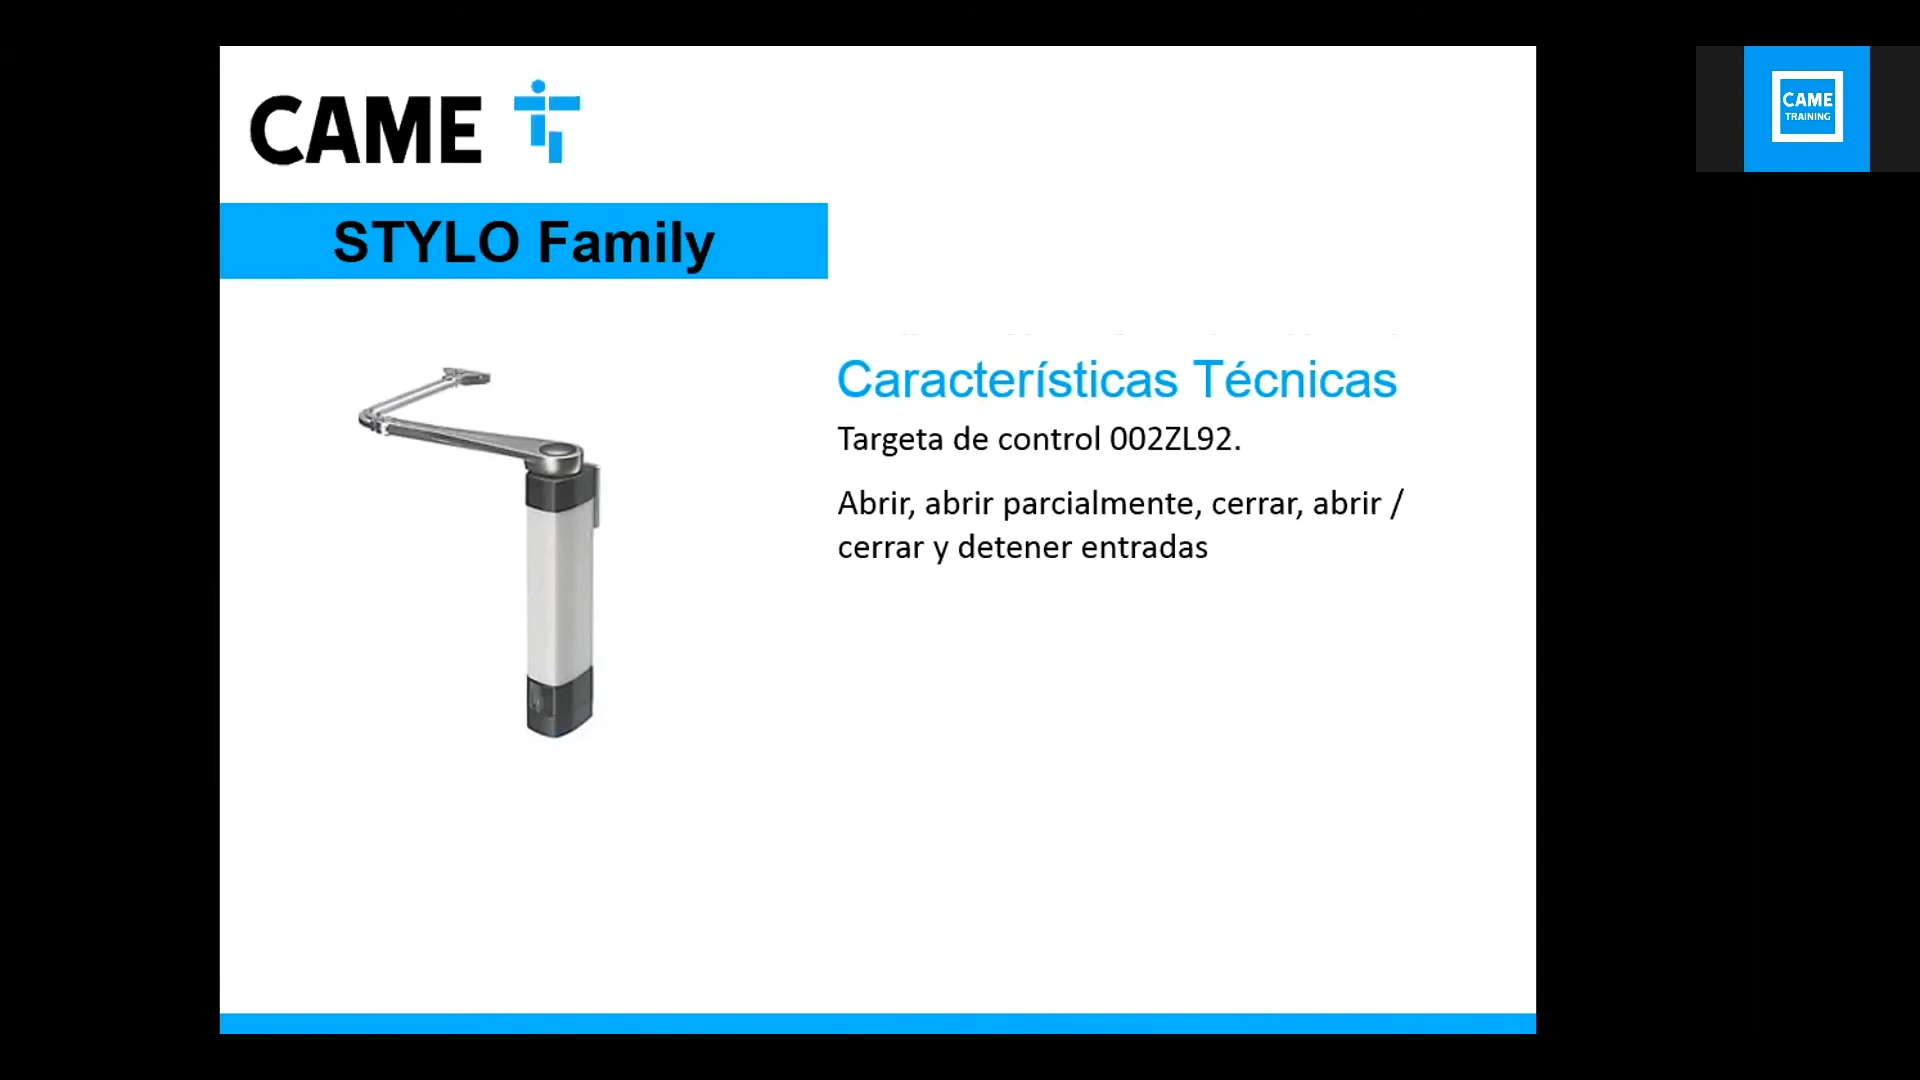 CAME
STYLO Family
Características Técnicas
Targeta de control 002ZL92.
Abrir, abrir parcialmente, cerrar, abrir /
cerrar y detener entradas
CAME
TRAINING